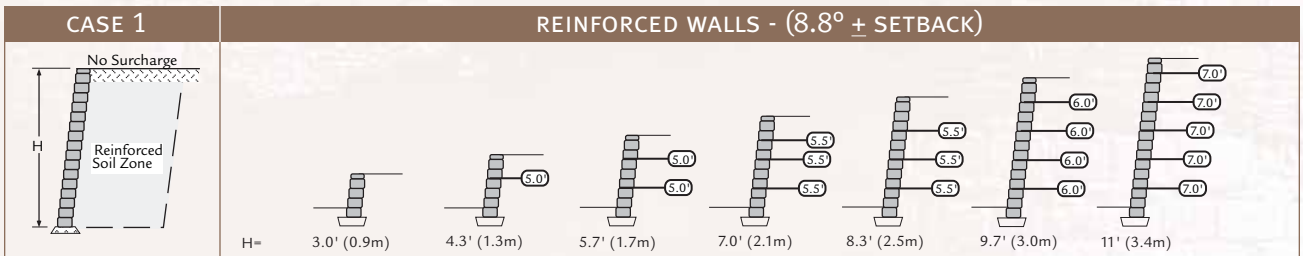 CASE 1
REINFORCED WALLS - (8.8° ± SETBACK)
No Surcharge
H
Reinforced
Soil Zone
5.0'
5.0'
5.0'
5.5'
5.5'
5.5'
5.5'
5.5'
5.5'
6.0'
6.0'
6.0'
6.0'
7.0'
7.0'
7.0'
7.0'
7.0'
H= 3.0' (0.9m) 4.3' (1.3m) 5.7' (1.7m) 7.0' (2.1m) 8.3' (2.5m) 9.7' (3.0m) 11' (3.4m)